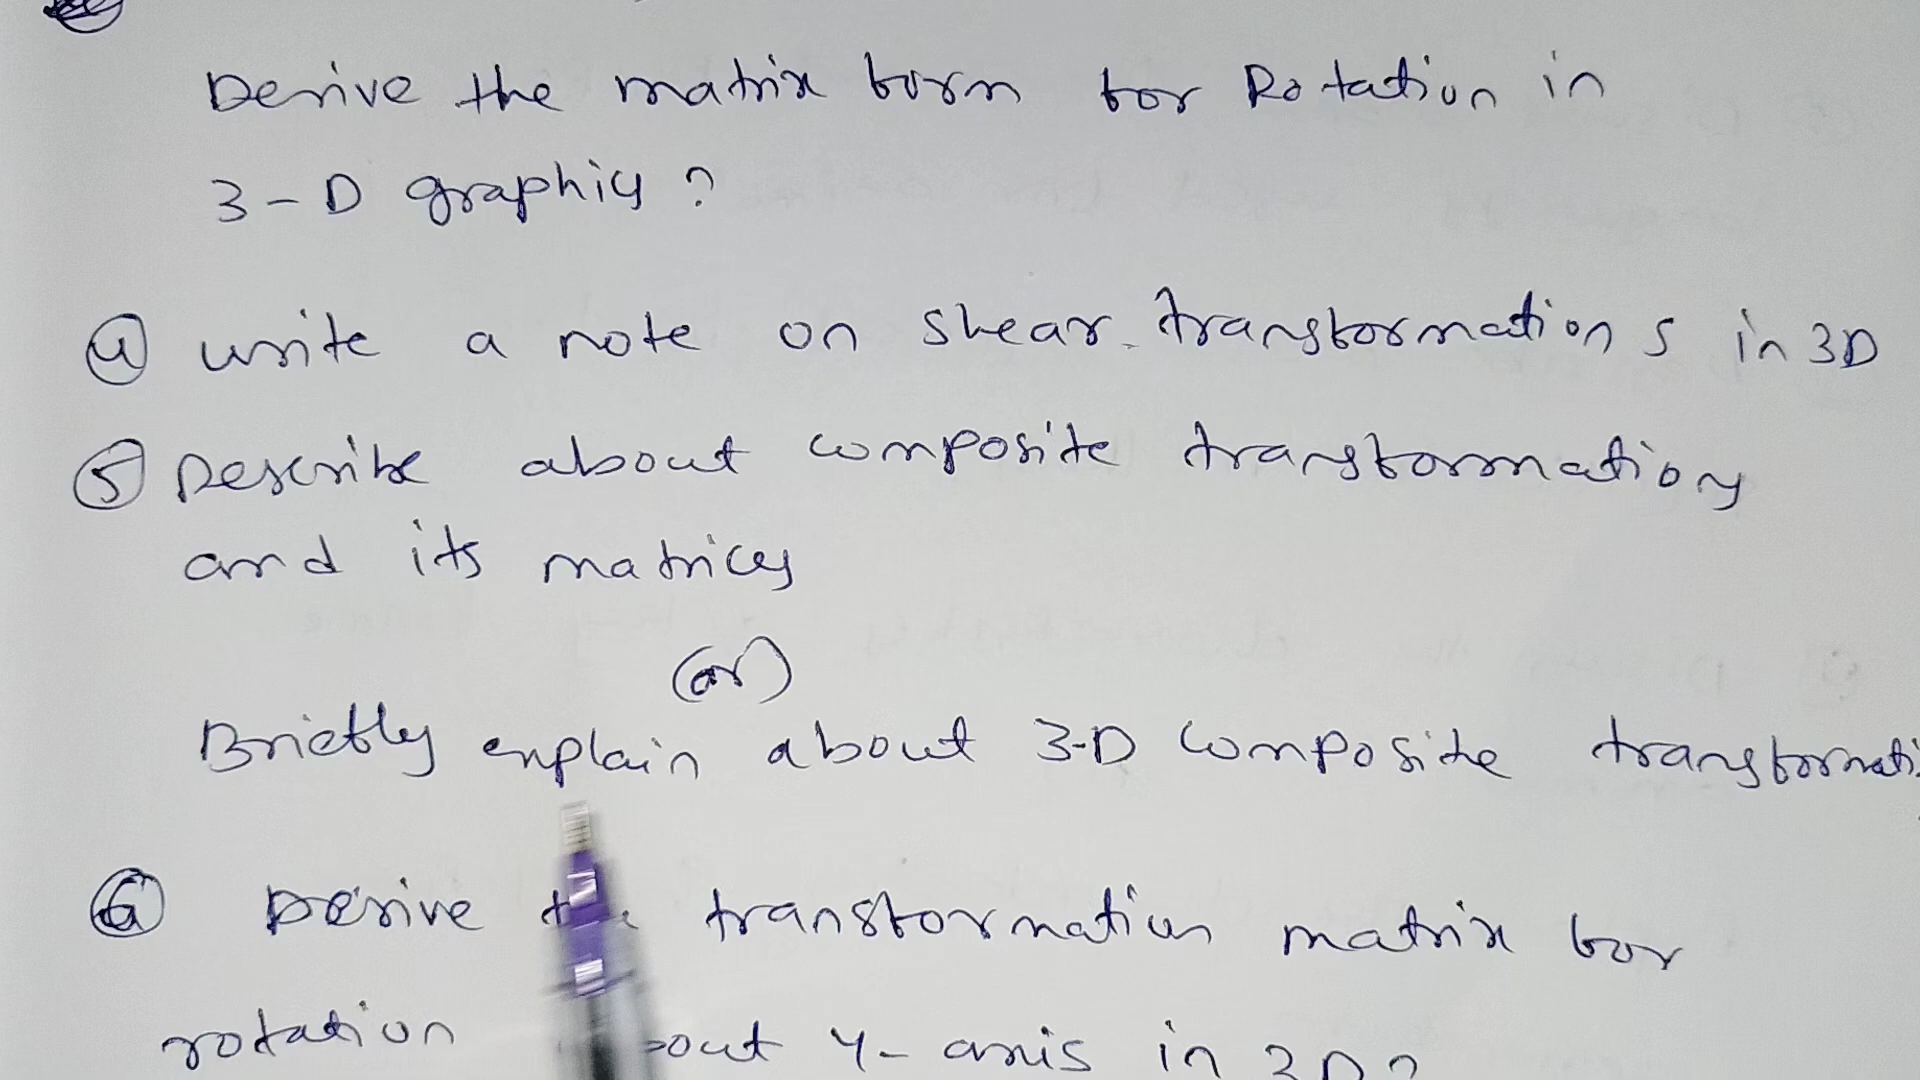 Derive the matrix form for Rotation in
3-D graphics?
④ write a note on shear transformations in 3D
⑤ Describe about composite transformations
and its matrices
(or)
Briefly explain about 3-D composite
⑥ Derive transformation matrix for
rotation Y-axis in 3D?